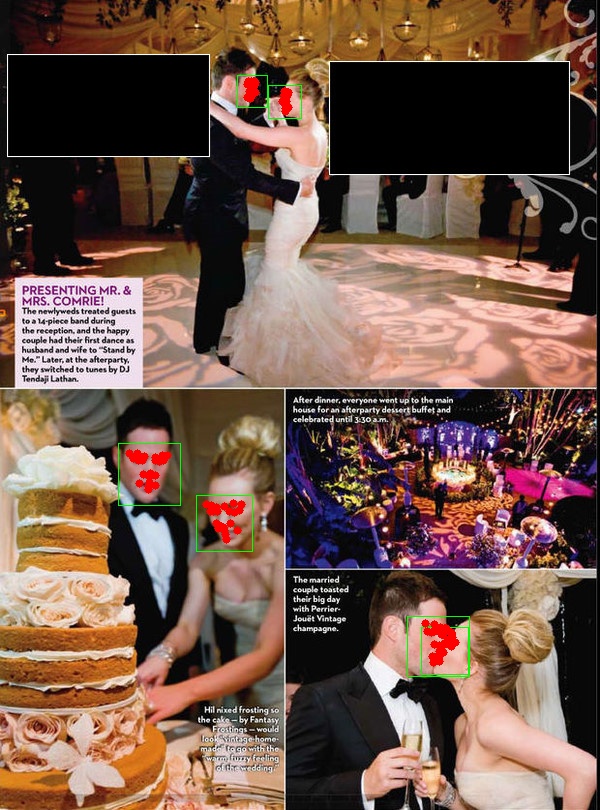 PRESENTING MR. &
MRS. COMRIE!
The newlyweds treated guests
to a 14-piece band during
the reception, and the happy
couple had their first dance as
husband and wife to “Stand by
Me.” Later, at the afterparty,
they switched to tunes by DJ
Tendaji Lathan.
After dinner, everyone went up to the main
house for an afterparty dessert buffet and
celebrated until 3:30 a.m.
The married
couple toasted
their big day
with Perrier-
Jouët Vintage
champagne.
Hil nixed frosting so
the cake — by Fantasy
Frostings — would
look “vintage home-
made” to go with the
“warm, fuzzy feeling
of the wedding.”